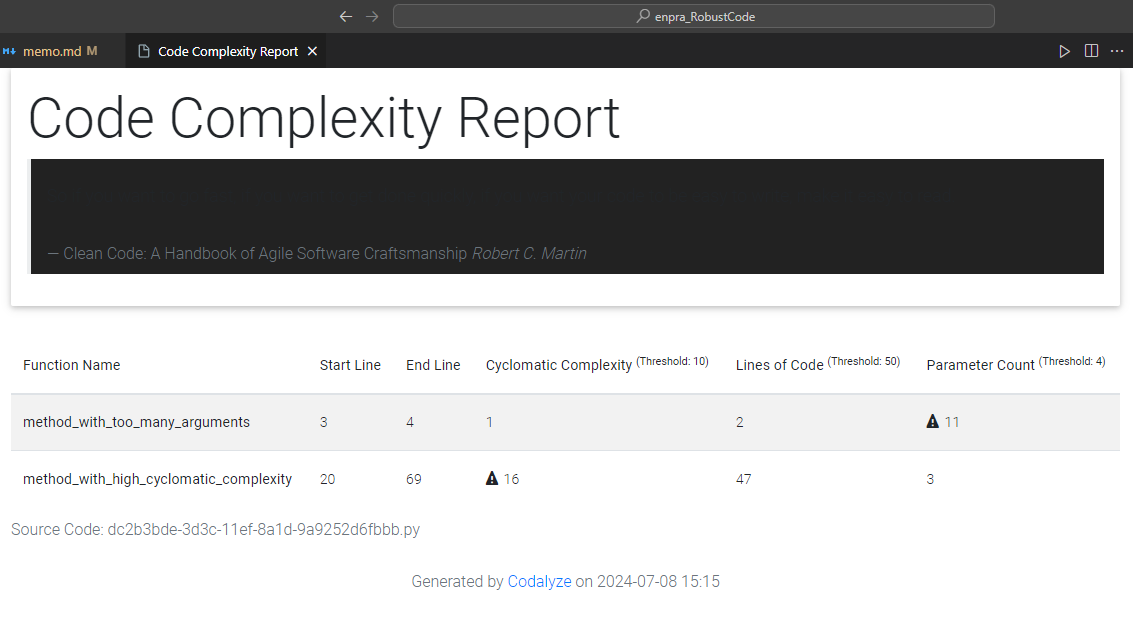 enpra_RobustCode
memo.md M
Code Complexity Report
Code Complexity Report
— Clean Code: A Handbook of Agile Software Craftsmanship Robert C. Martin
Function Name Start Line End Line Cyclomatic Complexity (Threshold: 10) Lines of Code (Threshold: 50) Parameter Count (Threshold: 4)
method_with_too_many_arguments 3 4 1 2 11
method_with_high_cyclomatic_complexity 20 69 16 47 3
Source Code: dc2b3bde-3d3c-11ef-8a1d-9a9252d6fbbb.py
Generated by Codalyze on 2024-07-08 15:15